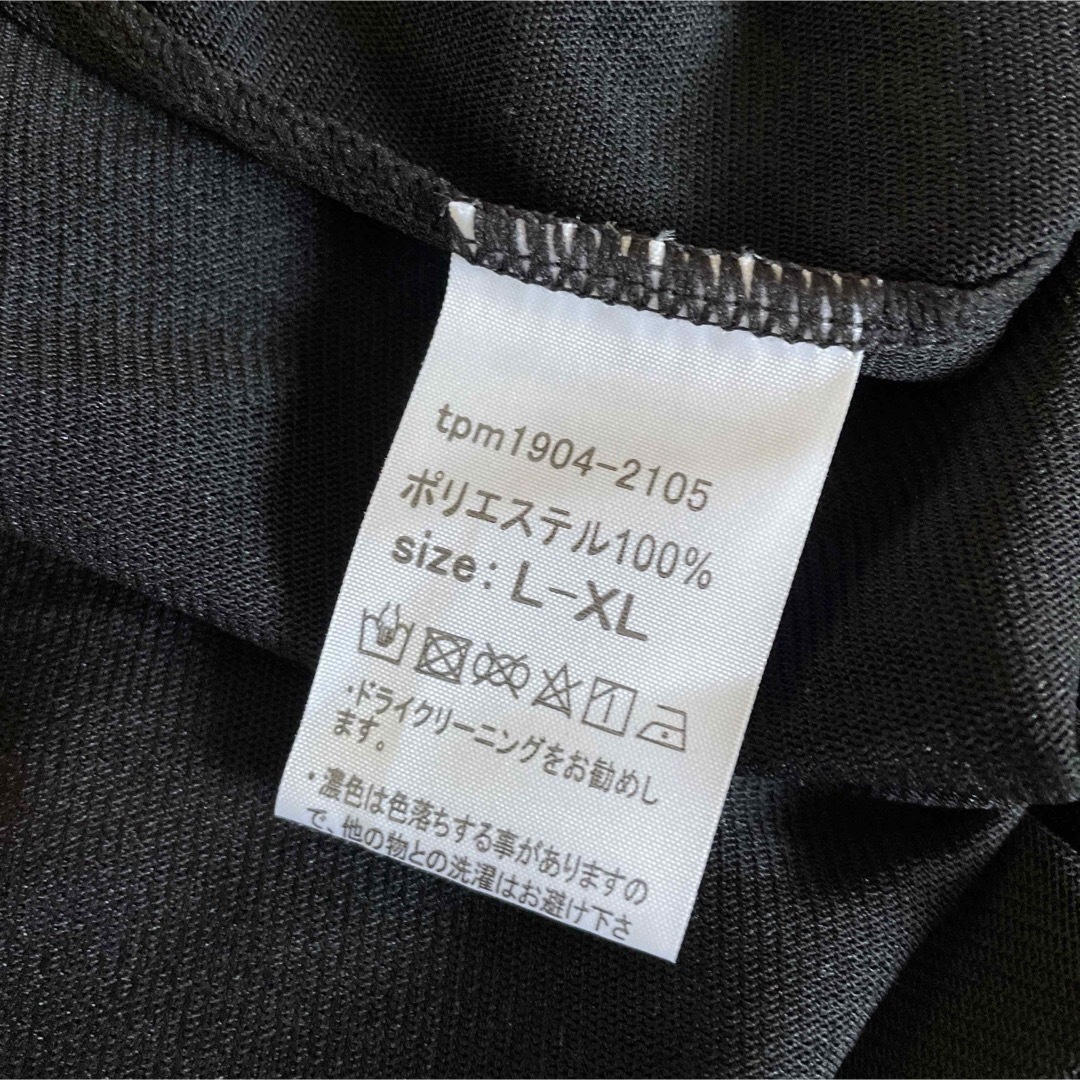 tpm1904-2105
ポリエステル100%
size: L-XL
・ドライクリーニングをお勧めし
ます。
・濃色は色落ちする事がありますの
で、他の物との洗濯はお避け下さ